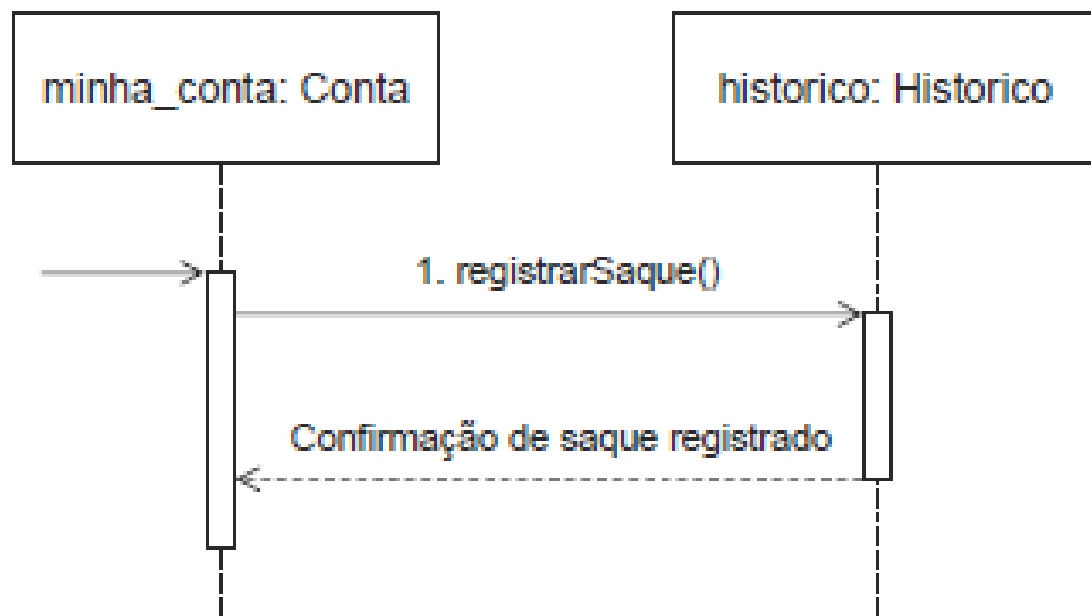 minha_conta: Conta
historico: Historico
1. registrarSaque()
Confirmação de saque registrado